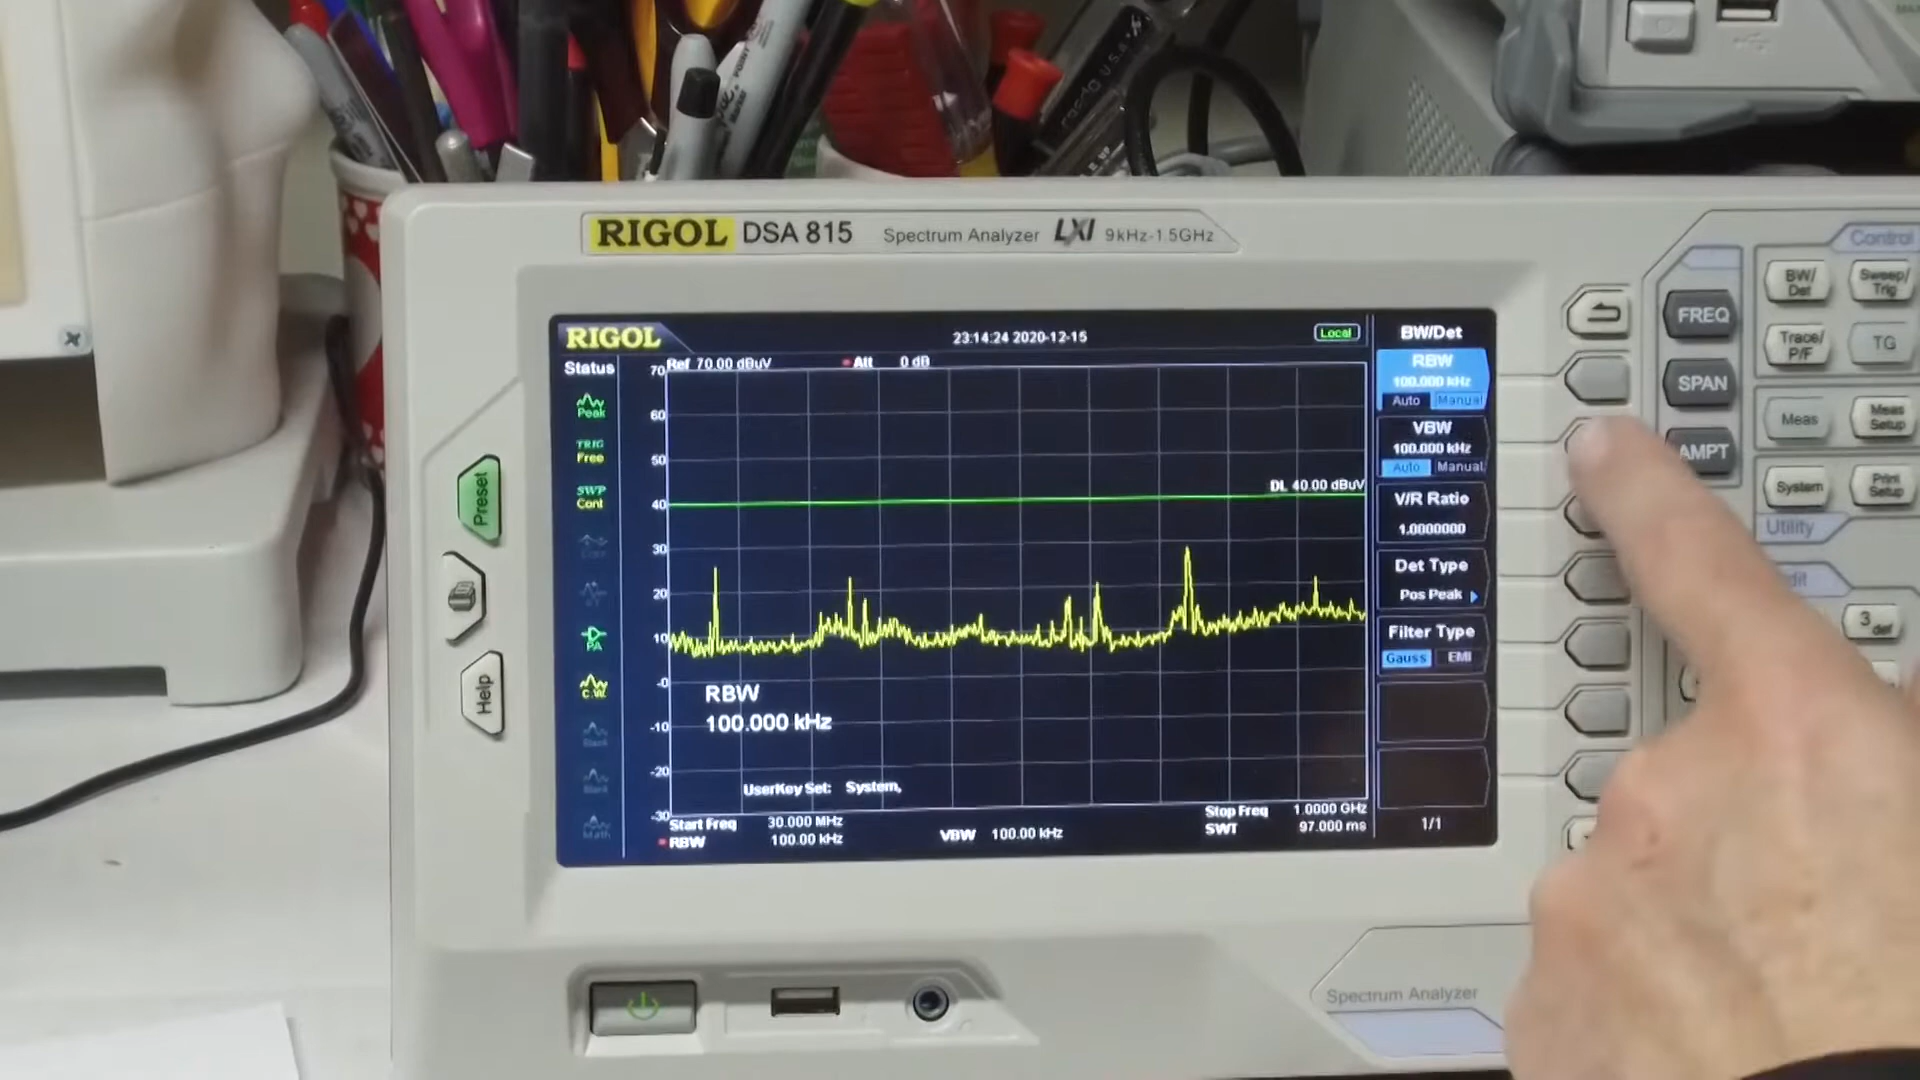 RIGOL DSA 815 Spectrum Analyzer LXI 9kHz-1.5GHz
RIGOL 23:14:24 2020-12-15 Local
Status
Ref 70.00 dBuV Att 0 dB
70
60
50
40
30
20
10
-0
-10
-20
-30
DL 40.00 dBuV
Peak
TRIG
Free
SWP
Cont
PA
C.W.
Blank
Blank
Math
RBW
100.000 kHz
UserKey Set: System,
Start Freq 30.000 MHz
RBW 100.00 kHz
VBW 100.00 kHz
Stop Freq 1.0000 GHz
SWT 97.000 ms
BW/Det
RBW
100.000 kHz
Auto Manual
VBW
100.000 kHz
Auto Manual
V/R Ratio
1.0000000
Det Type
Pos Peak
Filter Type
Gauss EMI
1/1
Preset
Help
FREQ
SPAN
AMPT
Control
BW/
Det
Sweep/
Trig
Trace/
P/F
TG
Meas
Meas
Setup
System
Print
Setup
Utility
3 def
Spectrum Analyzer
U.S.A.